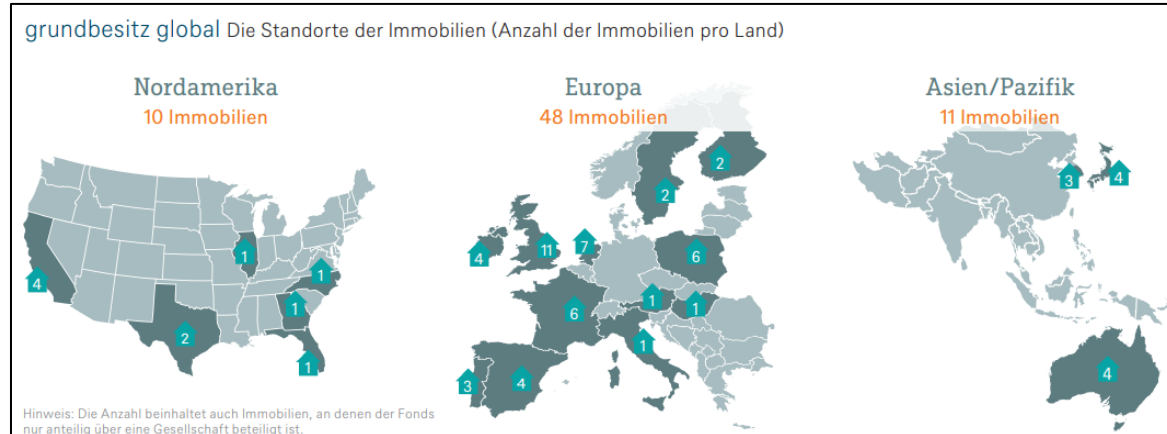 grundbesitz global Die Standorte der Immobilien (Anzahl der Immobilien pro Land)
Nordamerika
10 Immobilien
4
2
1
1
1
1
Europa
48 Immobilien
2
2
4
11
7
6
6
1
1
1
3
4
Asien/Pazifik
11 Immobilien
3
4
4
Hinweis: Die Anzahl beinhaltet auch Immobilien, an denen der Fonds
nur anteilig über eine Gesellschaft beteiligt ist.